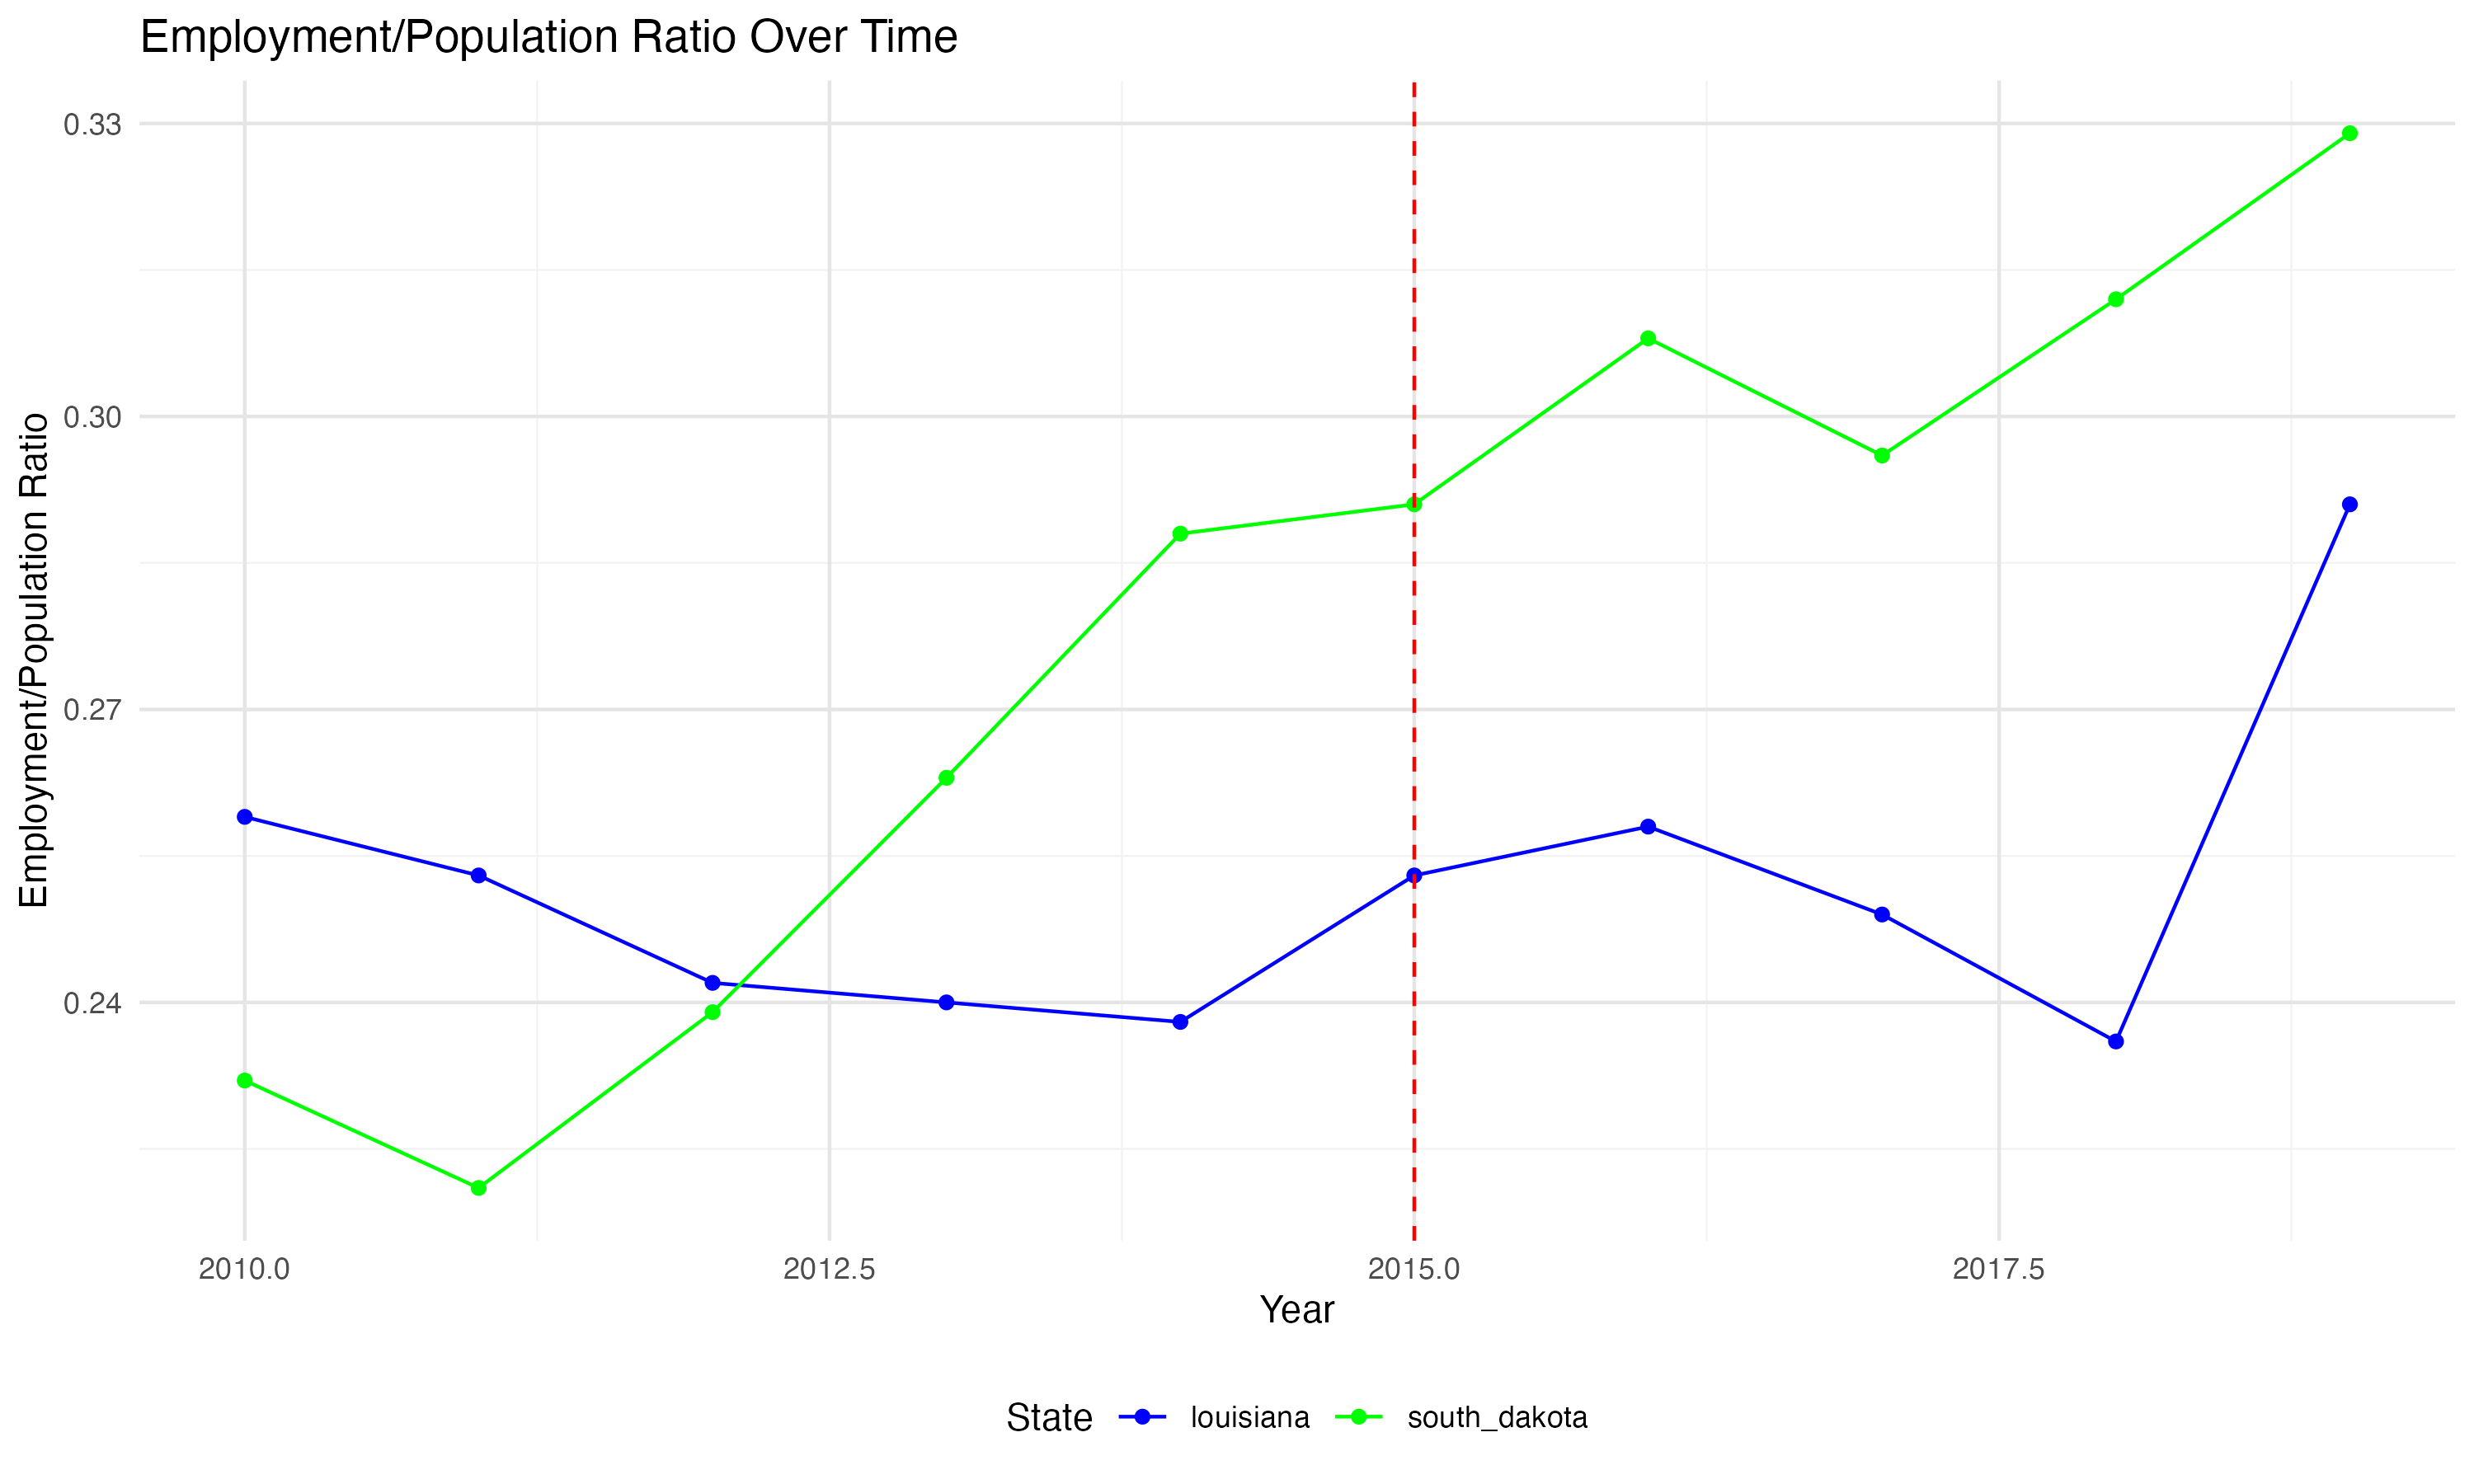 Employment/Population Ratio Over Time
Employment/Population Ratio
0.33
0.30
0.27
0.24
2010.0 2012.5 2015.0 2017.5
Year
State louisiana south_dakota